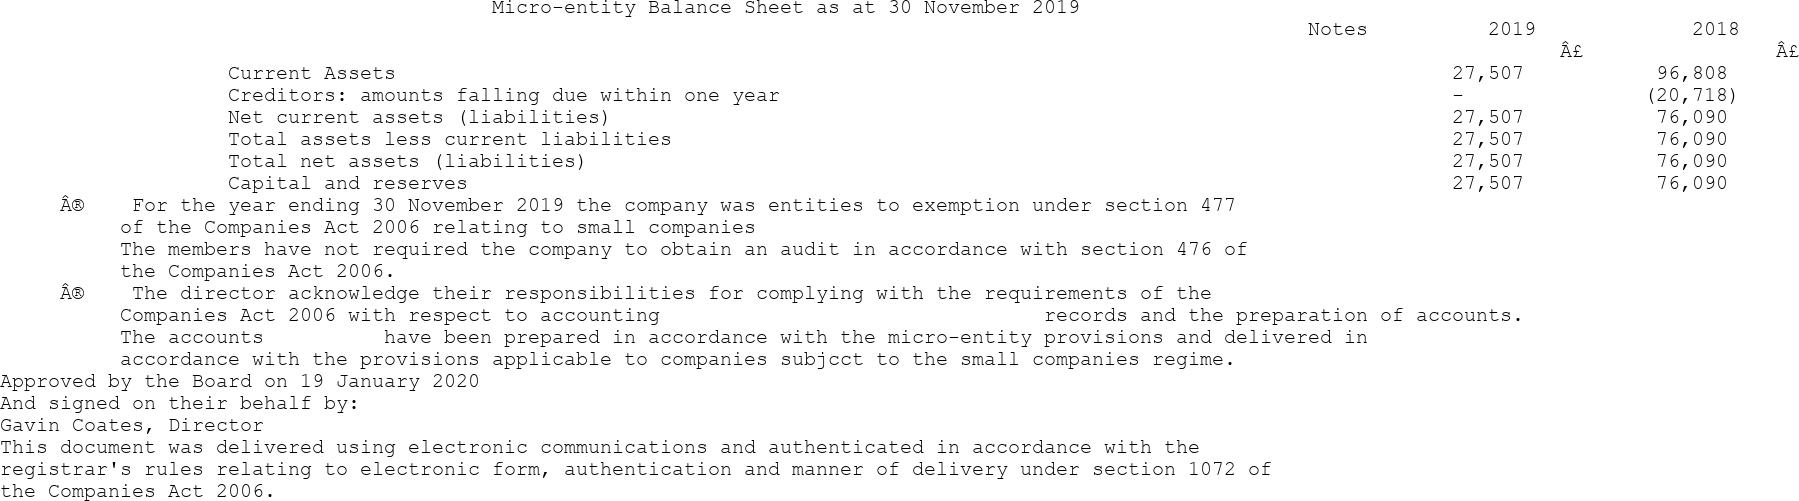 Micro-entity Balance Sheet as at 30 November 2019
Notes 2019 2018
Â£ Â£
Current Assets 27,507 96,808
Creditors: amounts falling due within one year - (20,718)
Net current assets (liabilities) 27,507 76,090
Total assets less current liabilities 27,507 76,090
Total net assets (liabilities) 27,507 76,090
Capital and reserves 27,507 76,090
Â® For the year ending 30 November 2019 the company was entities to exemption under section 477
of the Companies Act 2006 relating to small companies
The members have not required the company to obtain an audit in accordance with section 476 of
the Companies Act 2006.
Â® The director acknowledge their responsibilities for complying with the requirements of the
Companies Act 2006 with respect to accounting records and the preparation of accounts.
The accounts have been prepared in accordance with the micro-entity provisions and delivered in
accordance with the provisions applicable to companies subjcct to the small companies regime.
Approved by the Board on 19 January 2020
And signed on their behalf by:
Gavin Coates, Director
This document was delivered using electronic communications and authenticated in accordance with the
registrar's rules relating to electronic form, authentication and manner of delivery under section 1072 of
the Companies Act 2006.